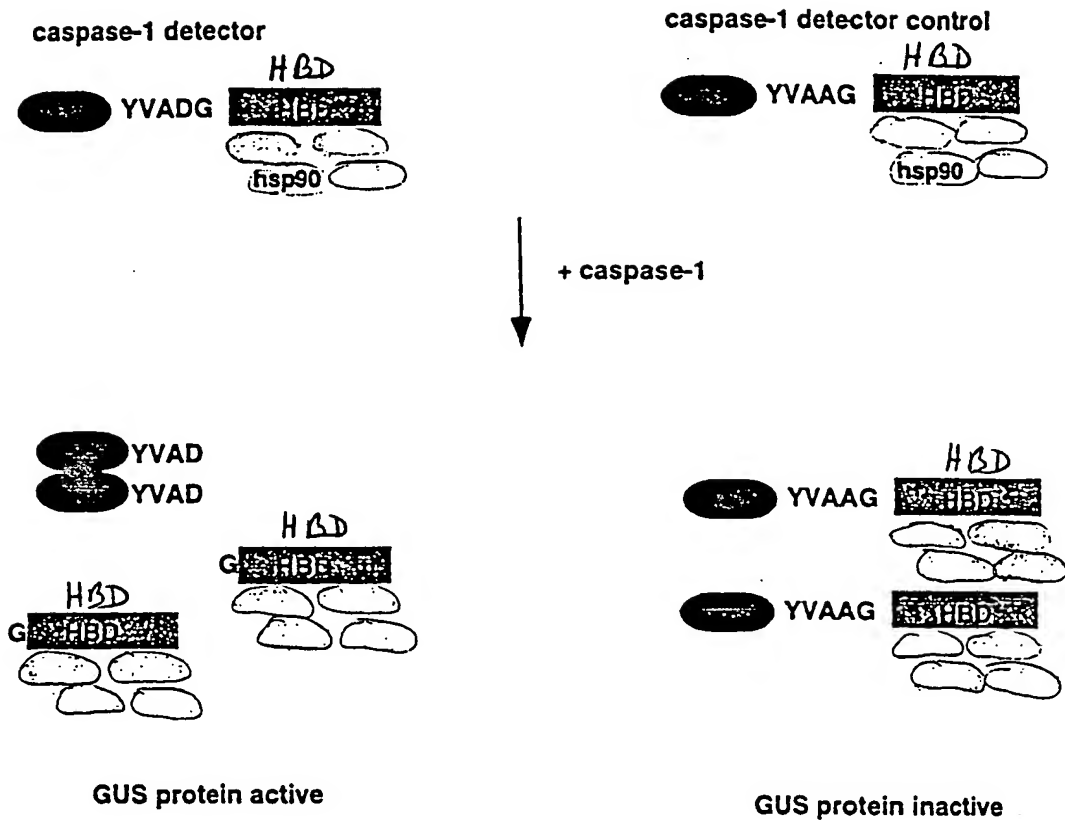 caspase-1 detector
caspase-1 detector control
HBD
YVADG HBD
hsp90
HBD
YVAAG HBD
hsp90
+ caspase-1
YVAD
YVAD
HBD
G HBD
HBD
G HBD
GUS protein active
HBD
YVAAG HBD
YVAAG HBD
GUS protein inactive